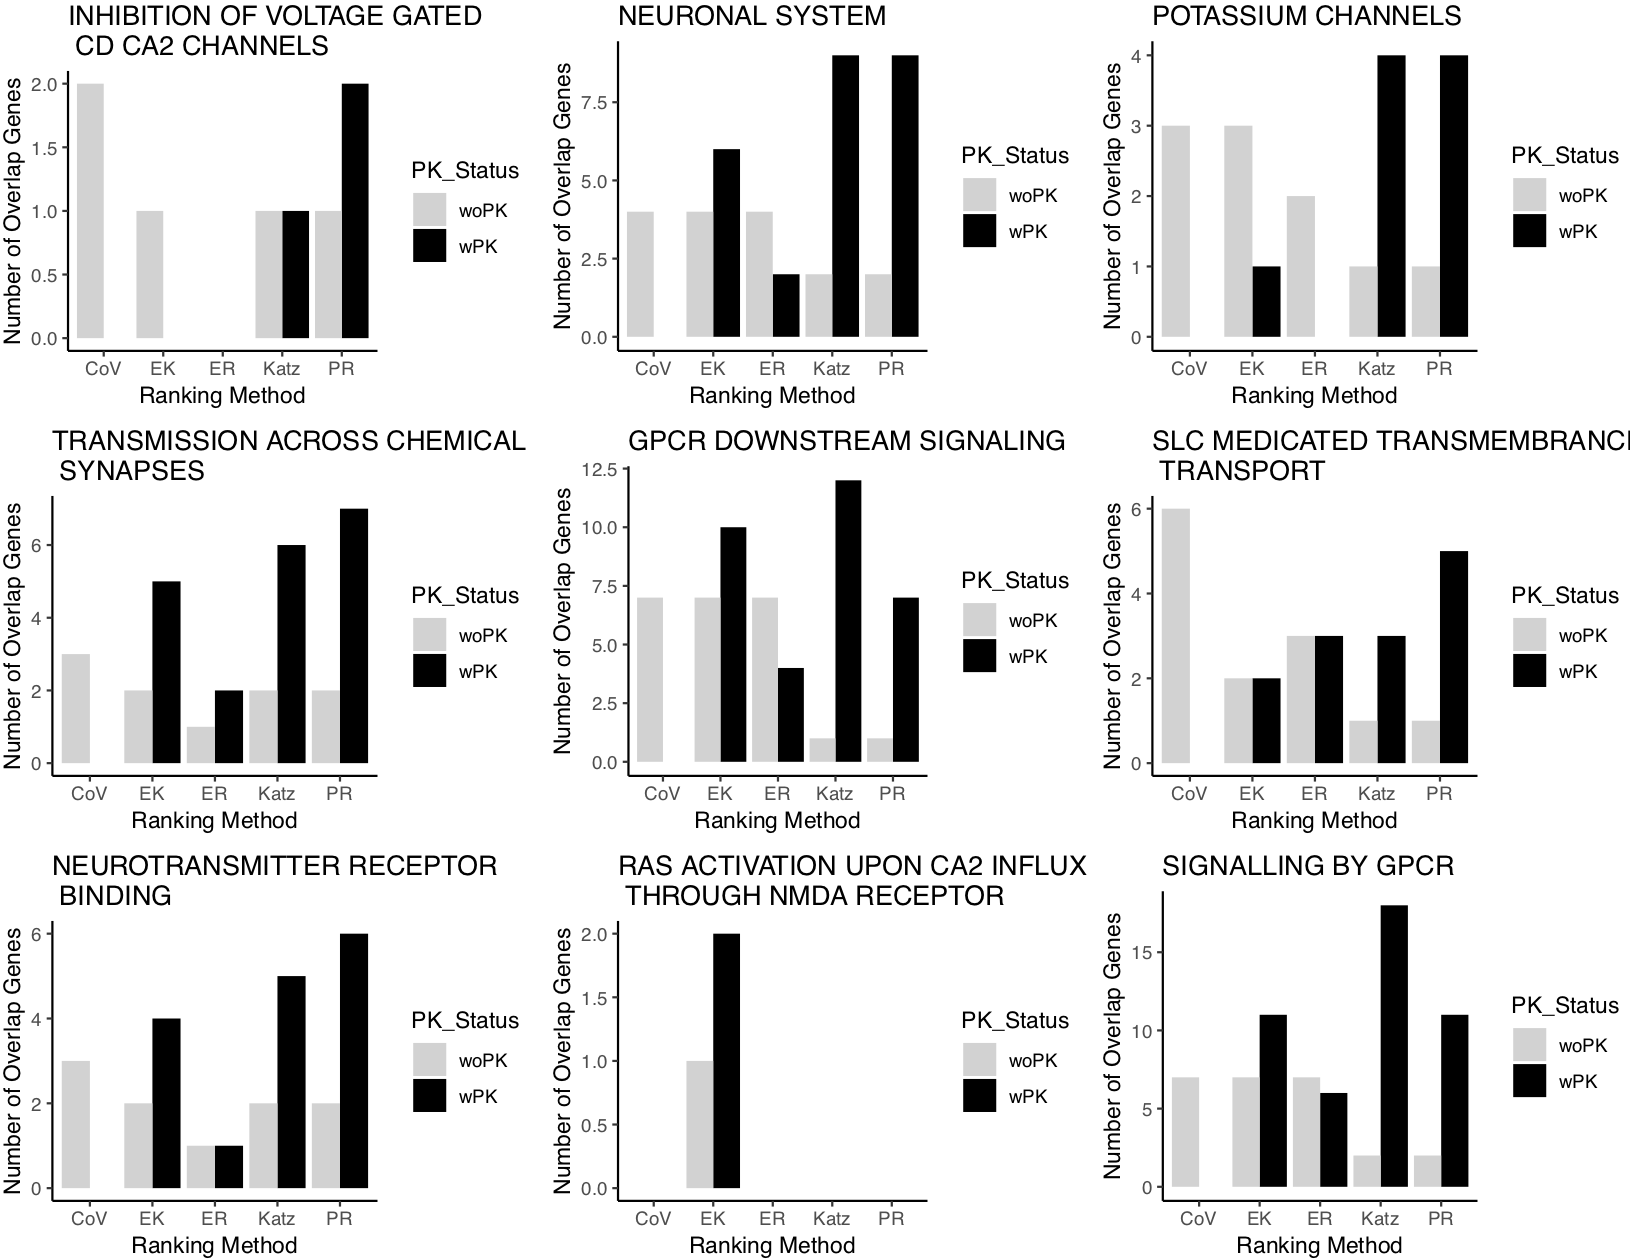 INHIBITION OF VOLTAGE GATED
CD CA2 CHANNELS
Number of Overlap Genes
2.0
1.5
1.0
0.5
0.0
CoV EK ER Katz PR
Ranking Method
PK_Status
woPK
wPK
NEURONAL SYSTEM
Number of Overlap Genes
7.5
5.0
2.5
0.0
CoV EK ER Katz PR
Ranking Method
PK_Status
woPK
wPK
POTASSIUM CHANNELS
Number of Overlap Genes
4
3
2
1
0
CoV EK ER Katz PR
Ranking Method
PK_Status
woPK
wPK
TRANSMISSION ACROSS CHEMICAL
SYNAPSES
Number of Overlap Genes
6
4
2
0
CoV EK ER Katz PR
Ranking Method
PK_Status
woPK
wPK
GPCR DOWNSTREAM SIGNALING
Number of Overlap Genes
12.5
10.0
7.5
5.0
2.5
0.0
CoV EK ER Katz PR
Ranking Method
PK_Status
woPK
wPK
SLC MEDICATED TRANSMEMBRANC
TRANSPORT
Number of Overlap Genes
6
4
2
0
CoV EK ER Katz PR
Ranking Method
PK_Status
woPK
wPK
NEUROTRANSMITTER RECEPTOR
BINDING
Number of Overlap Genes
6
4
2
0
CoV EK ER Katz PR
Ranking Method
PK_Status
woPK
wPK
RAS ACTIVATION UPON CA2 INFLUX
THROUGH NMDA RECEPTOR
Number of Overlap Genes
2.0
1.5
1.0
0.5
0.0
CoV EK ER Katz PR
Ranking Method
PK_Status
woPK
wPK
SIGNALLING BY GPCR
Number of Overlap Genes
15
10
5
0
CoV EK ER Katz PR
Ranking Method
PK_Status
woPK
wPK